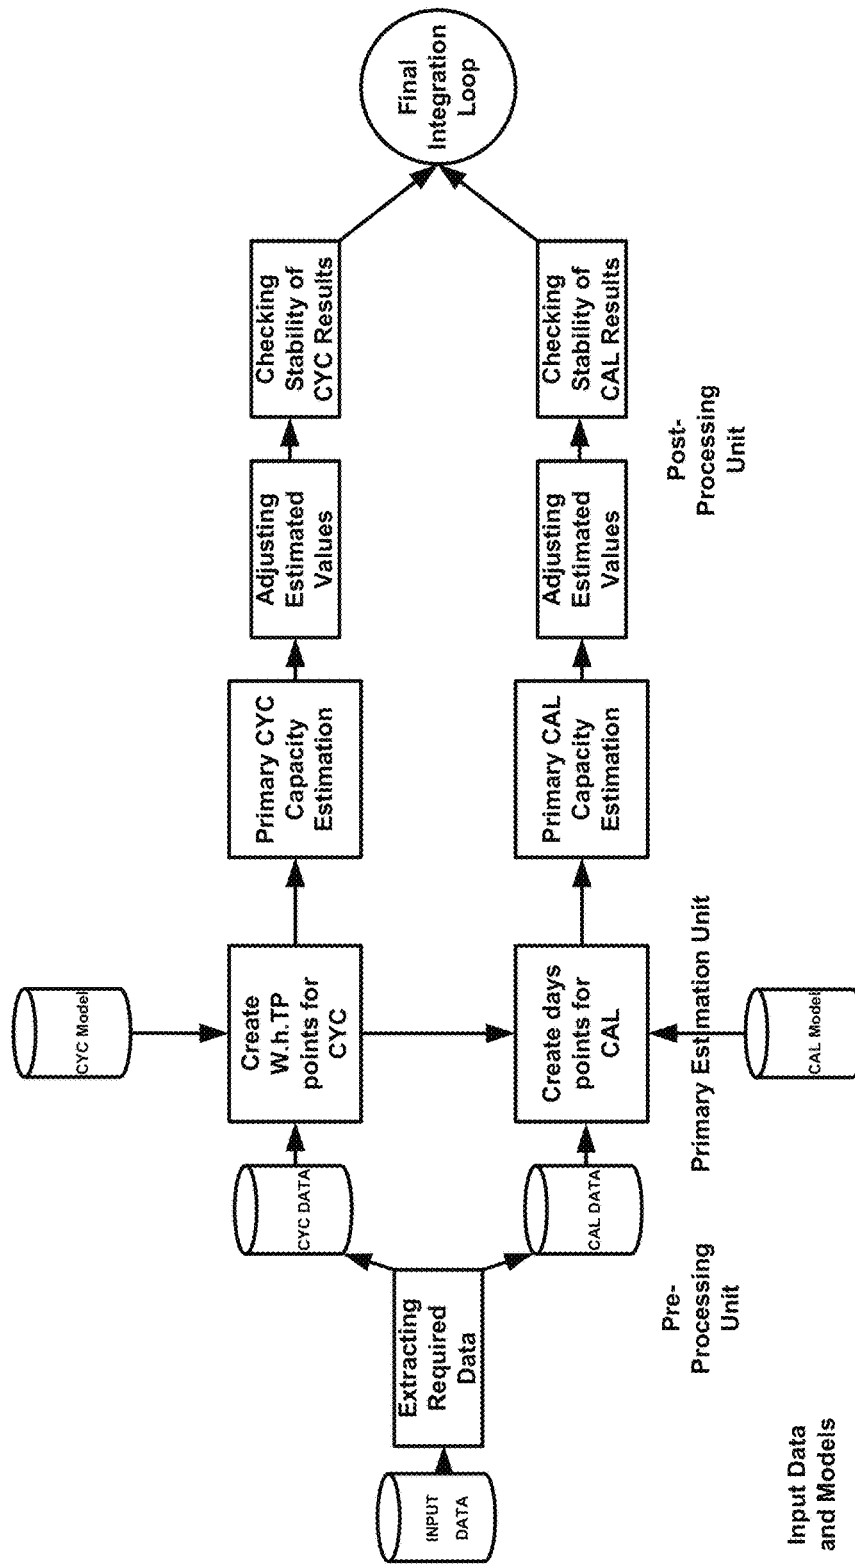 INPUT
DATA
Extracting
Required
Data
CYC DATA
CAL DATA
CYC Model
Create
W.h.TP
points for
CYC
Create days
points for
CAL
CAL Model
Primary CYC
Capacity
Estimation
Primary CAL
Capacity
Estimation
Adjusting
Estimated
Values
Adjusting
Estimated
Values
Checking
Stability of
CYC Results
Checking
Stability of
CAL Results
Final
Integration
Loop
Input Data
and Models
Pre-
Processing
Unit
Primary Estimation Unit
Post-
Processing
Unit